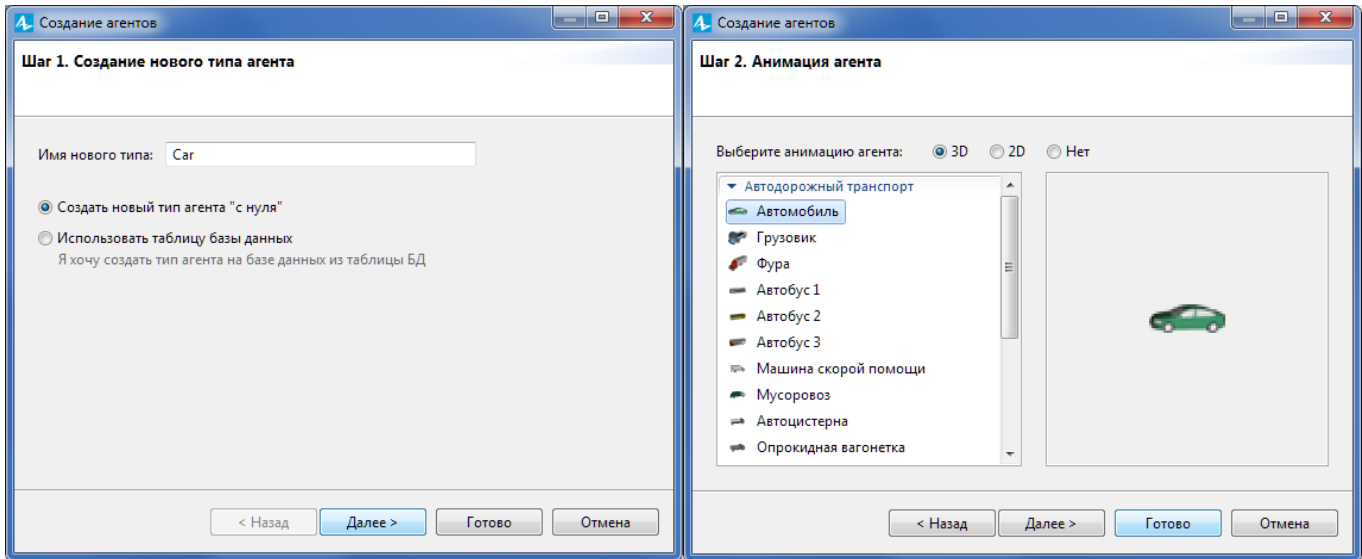 Создание агентов
Шаг 1. Создание нового типа агента
Имя нового типа: Car
Создать новый тип агента "с нуля"
Использовать таблицу базы данных
Я хочу создать тип агента на базе данных из таблицы БД
< Назад Далее > Готово Отмена
Создание агентов
Шаг 2. Анимация агента
Выберите анимацию агента: 3D 2D Нет
Автодорожный транспорт
Автомобиль
Грузовик
Фура
Автобус 1
Автобус 2
Автобус 3
Машина скорой помощи
Мусоровоз
Автоцистерна
Опрокидная вагонетка
< Назад Далее > Готово Отмена